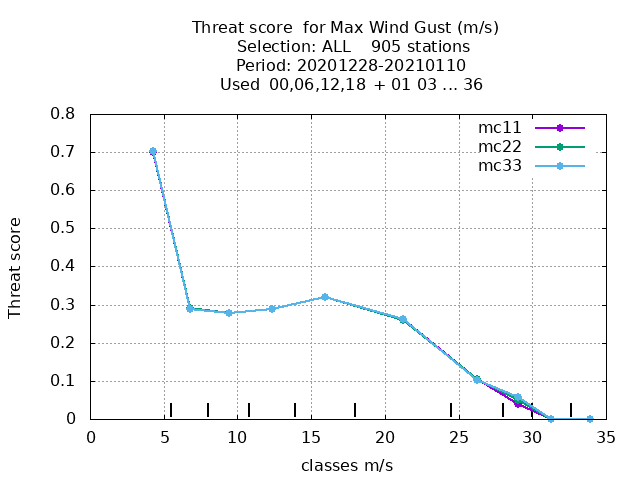 Threat score  for Max Wind Gust (m/s)
Selection: ALL    905 stations
Period: 20201228-20210110
Used  00,06,12,18  + 01 03 ... 36
mc11
mc22
mc33
0.8
0.7
0.6
0.5
0.4
0.3
0.2
0.1
0
Threat score
0 5 10 15 20 25 30 35
classes m/s